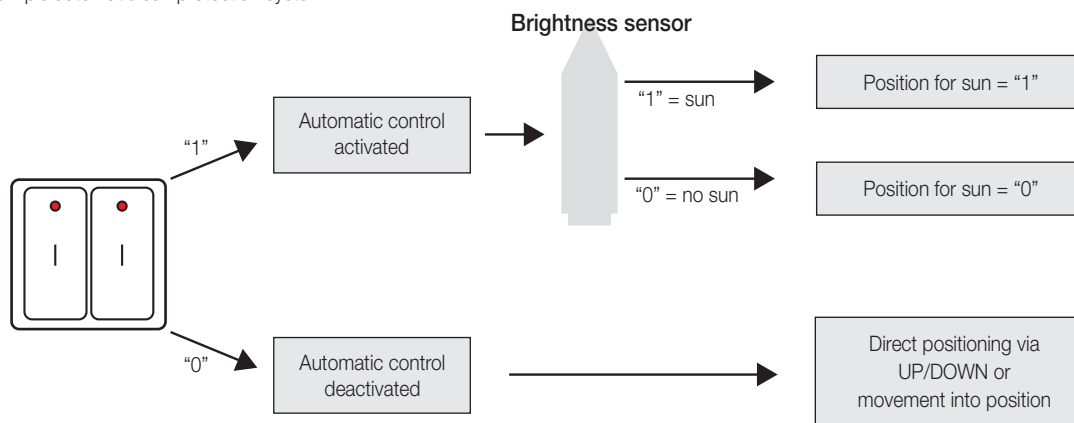 Brightness sensor
“1” = sun
Position for sun = “1”
“1”
Automatic control
activated
“0” = no sun
Position for sun = “0”
“0”
Automatic control
deactivated
Direct positioning via
UP/DOWN or
movement into position